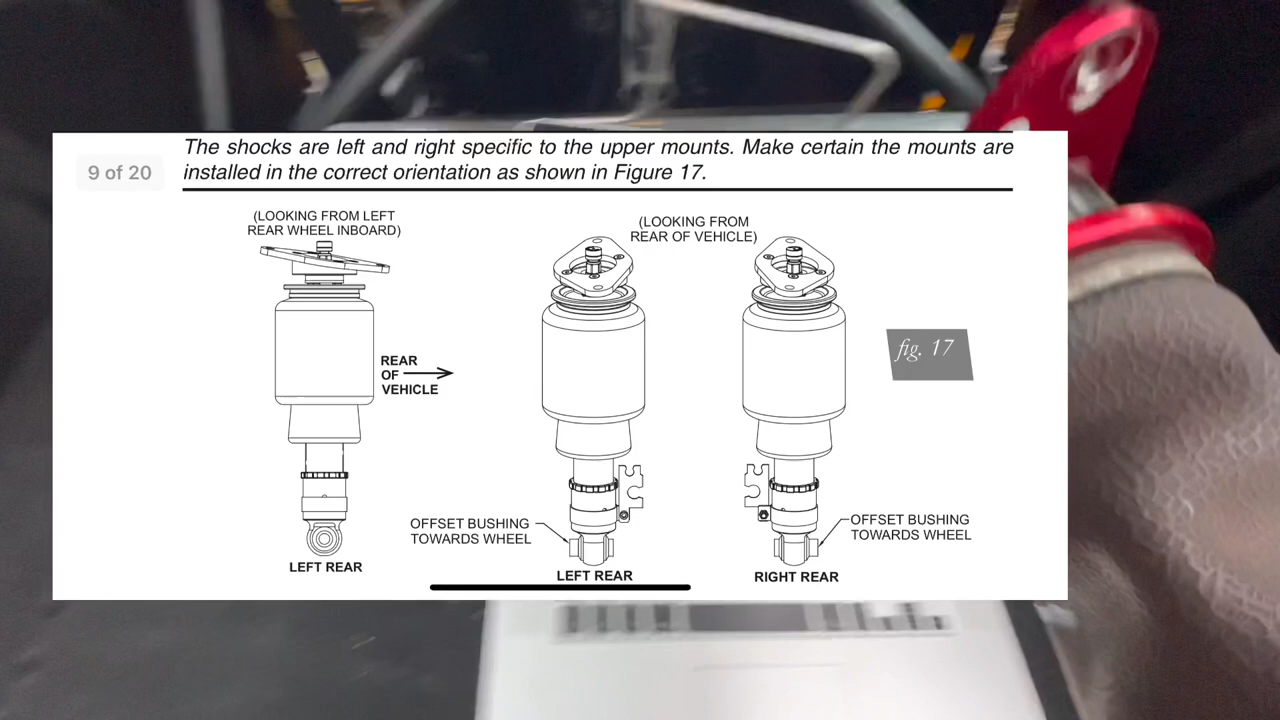 The shocks are left and right specific to the upper mounts. Make certain the mounts are
9 of 20
installed in the correct orientation as shown in Figure 17.
(LOOKING FROM LEFT
REAR WHEEL INBOARD)
(LOOKING FROM
REAR OF VEHICLE)
fig. 17
REAR
OF
VEHICLE
OFFSET BUSHING
TOWARDS WHEEL
OFFSET BUSHING
TOWARDS WHEEL
LEFT REAR
LEFT REAR
RIGHT REAR